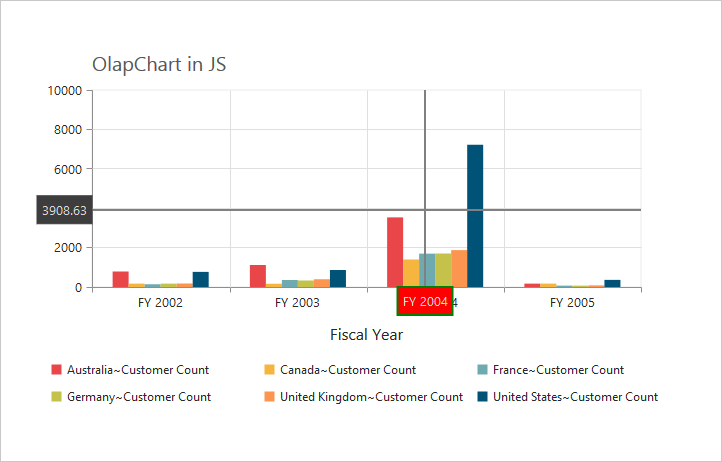 OlapChart in JS
10000
8000
6000
3908.63
2000
0
FY 2002
FY 2003
FY 2004
4
FY 2005
Fiscal Year
Australia~Customer Count
Canada~Customer Count
France~Customer Count
Germany~Customer Count
United Kingdom~Customer Count
United States~Customer Count